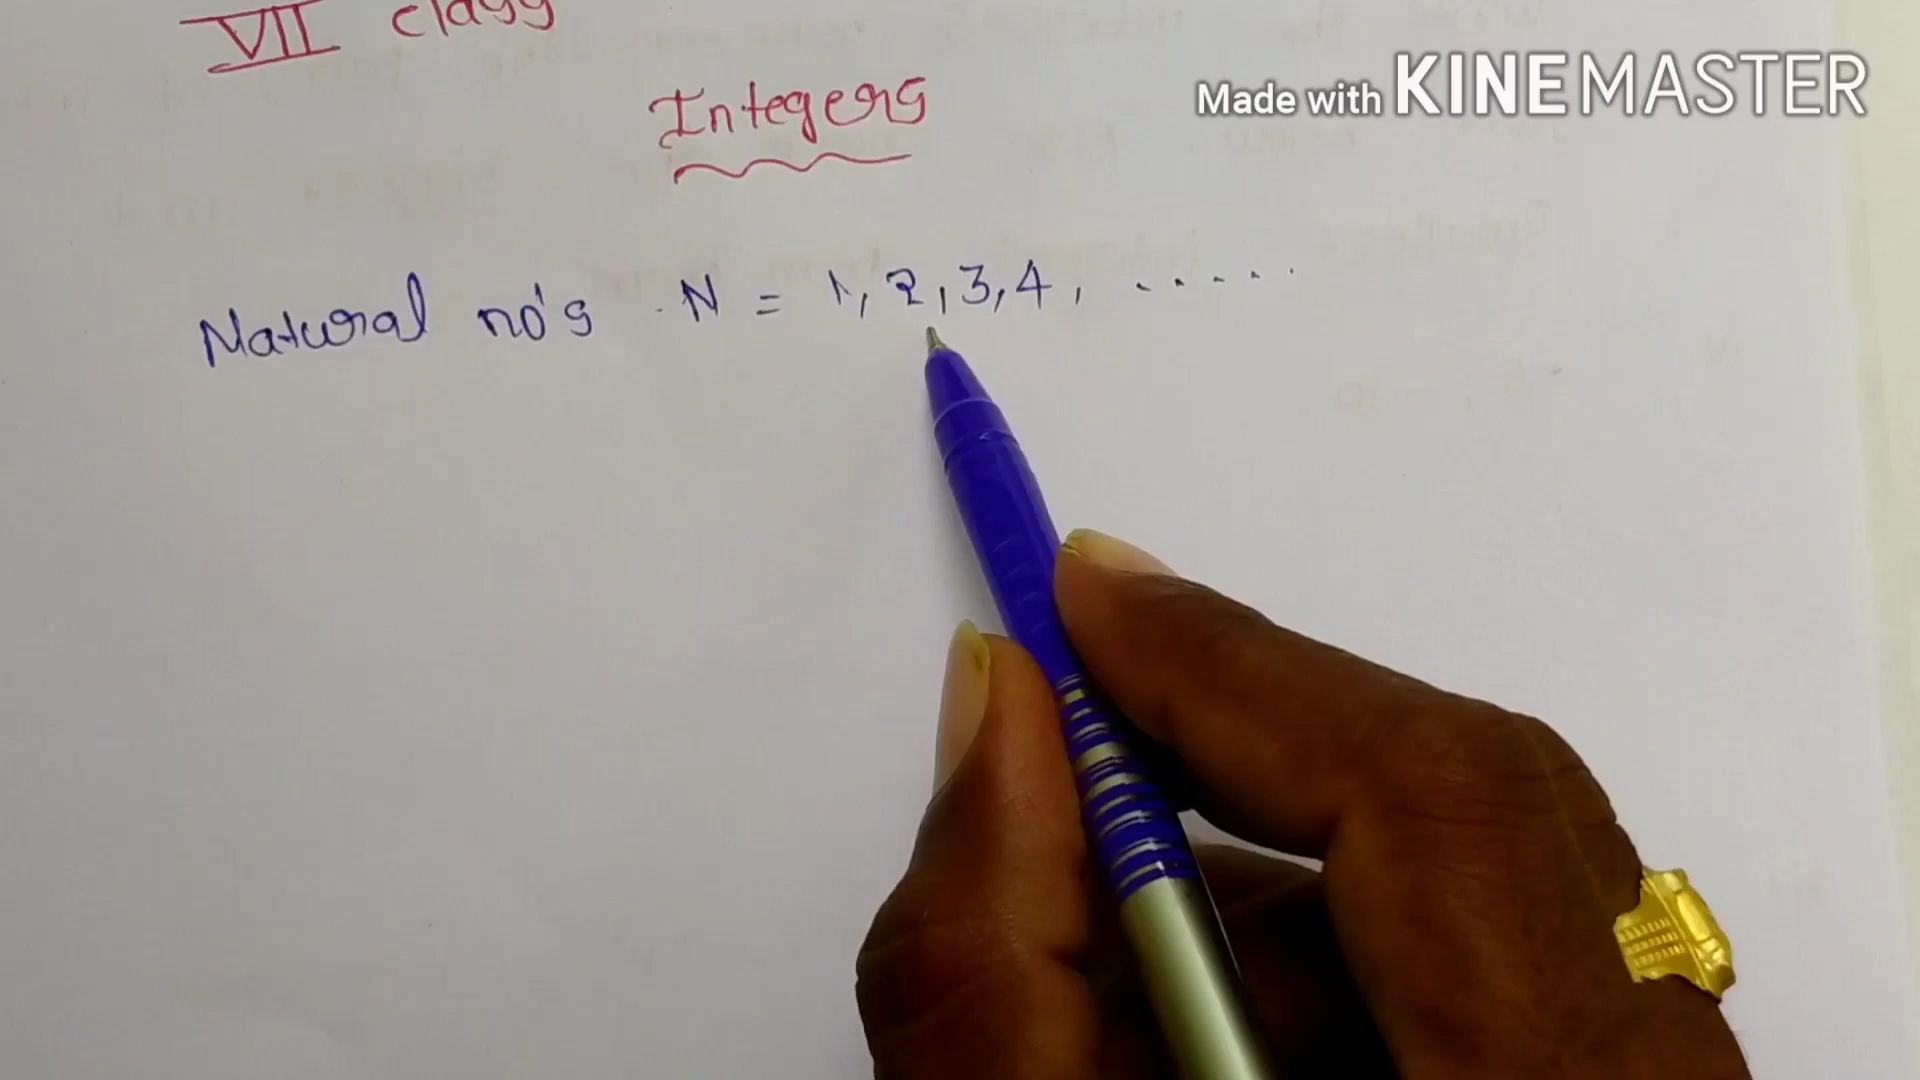 VII class
Made with KINEMASTER
Integers
Natural no's N = 1, 2, 3, 4, .....